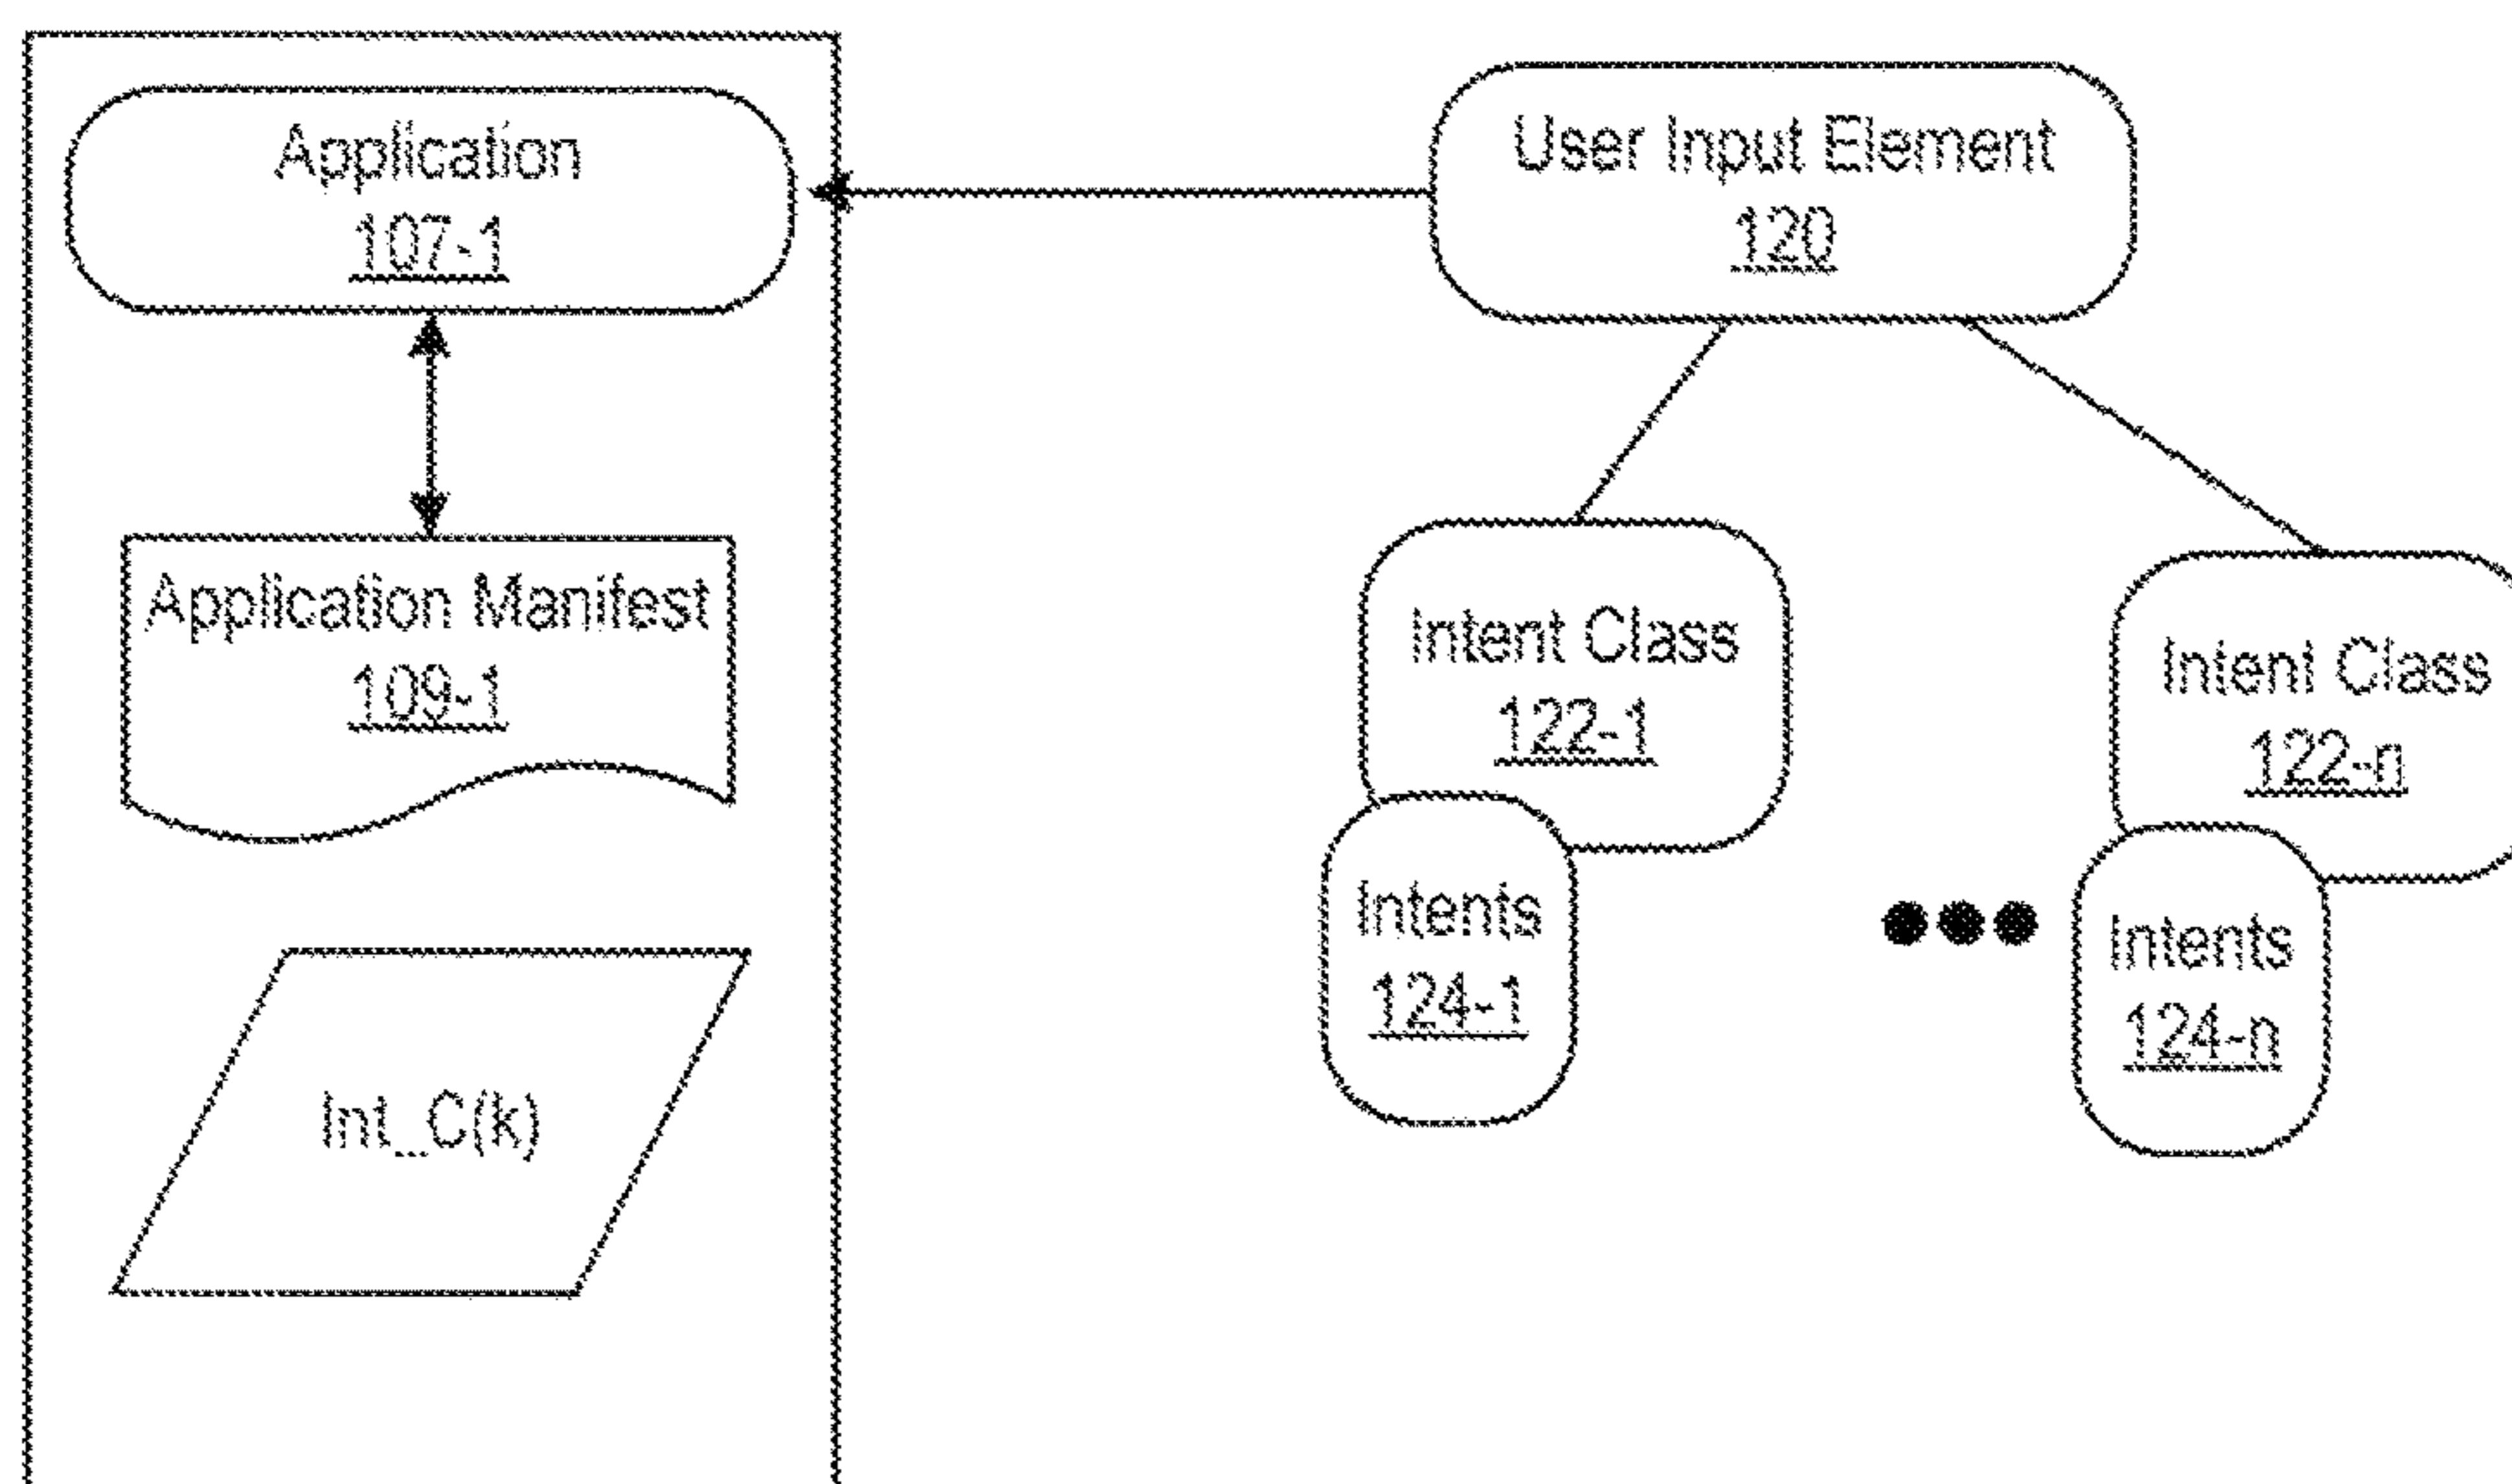 Application
107-1
User Input Element
120
Application Manifest
109-1
Intent Class
122-1
Intent Class
122-n
Intents
124-1
Intents
124-n
Int_C(k)